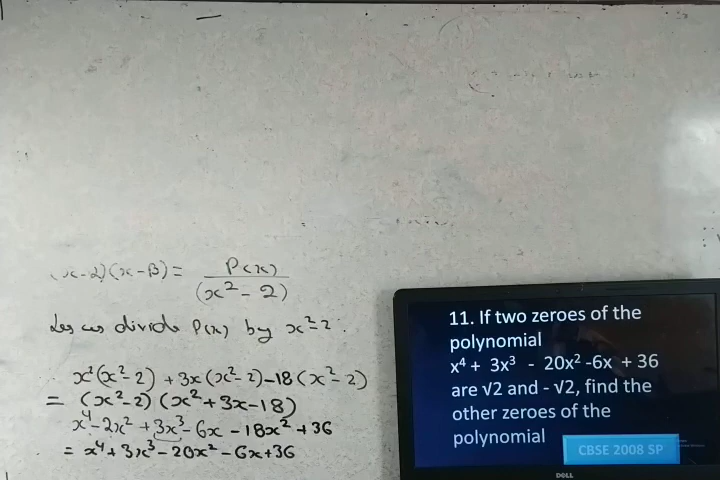 (x-α)(x-β) = P(x)/(x²-2)
Let us divide P(x) by x²-2.
x²(x²-2) + 3x(x²-2) - 18(x²-2)
= (x²-2)(x²+3x-18)
x⁴-2x²+3x³-6x-18x²+36
= x⁴+3x³-20x²-6x+36
11. If two zeroes of the
polynomial
x⁴ + 3x³ - 20x² -6x + 36
are √2 and - √2, find the
other zeroes of the
polynomial
CBSE 2008 SP
DELL